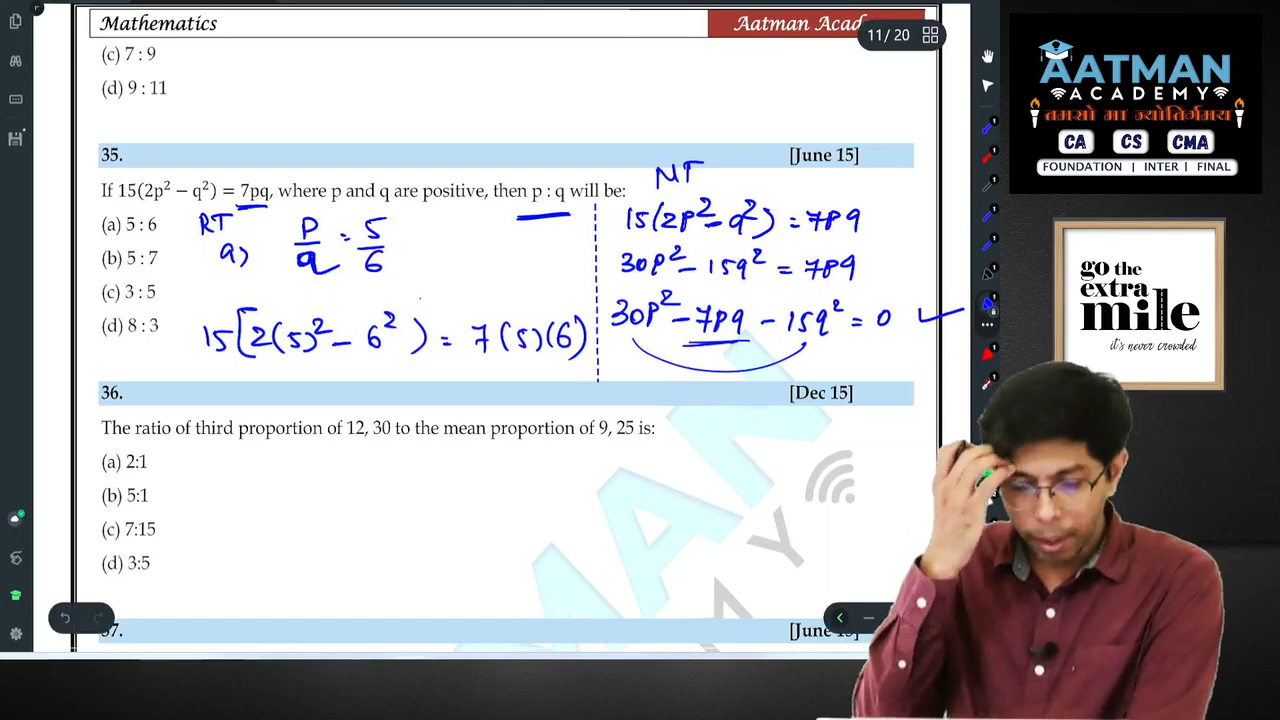 Mathematics
Aatman Acad
11/20
(c) 7 : 9
(d) 9 : 11
35. [June 15]
If 15(2p² − q²) = 7pq, where p and q are positive, then p : q will be:
(a) 5 : 6
(b) 5 : 7
(c) 3 : 5
(d) 8 : 3
RT
a) p/q = 5/6
15[2(5)² − 6²) = 7(5)(6)
MT
15(2p² − q²) = 7pq
30p² − 15q² = 7pq
30p² − 7pq − 15q² = 0
36. [Dec 15]
The ratio of third proportion of 12, 30 to the mean proportion of 9, 25 is:
(a) 2:1
(b) 5:1
(c) 7:15
(d) 3:5
37. [June 15]
AATMAN
ACADEMY
तमसो मा ज्योतिर्गमय
CA CS CMA
FOUNDATION | INTER | FINAL
go the
extra
mile
it's never crowded